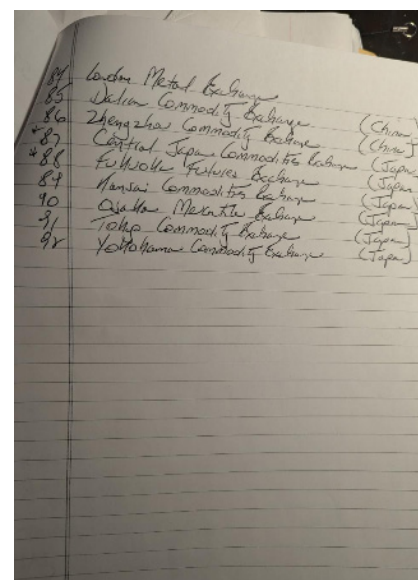 84 London Metal Exchange
85 Dalian Commodity Exchange (China)
86 Zhengzhou Commodity Exchange (China)
*87 Central Japan Commodities Exchange (Japan
*88 Fukuoka Futures Exchange (Japan
89 Kansai Commodities Exchange (Japan)
90 Osaka Mercantile Exchange (Japan)
91 Tokyo Commodity Exchange (Japan)
92 Yokohama Commodity Exchange (Japan)